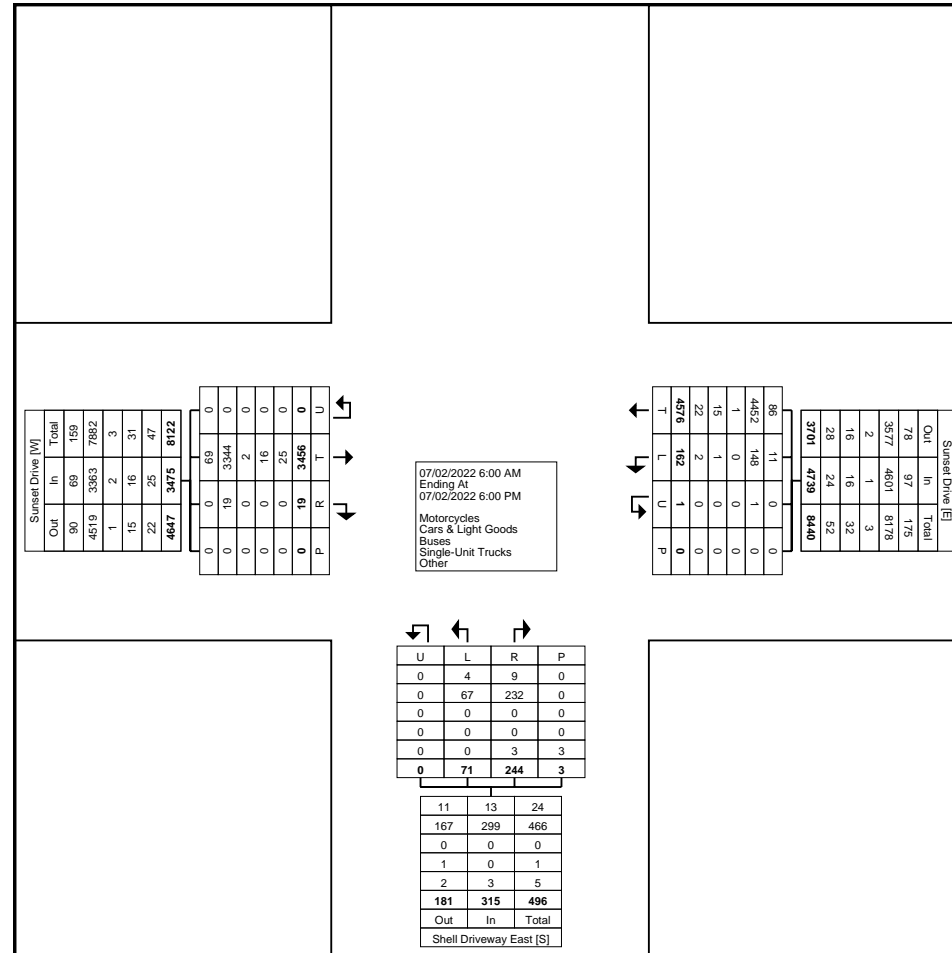 Sunset Drive [W]
Out In Total
90 69 159
4519 3363 7882
1 2 3
15 16 31
22 25 47
4647 3475 8122
0 0 69 0
0 19 3344 0
0 0 2 0
0 0 16 0
0 0 25 0
0 19 3456 0
P R T U
07/02/2022 6:00 AM
Ending At
07/02/2022 6:00 PM
Motorcycles
Cars & Light Goods
Buses
Single-Unit Trucks
Other
Sunset Drive [E]
Out In Total
78 97 175
3577 4601 8178
2 1 3
16 16 32
28 24 52
3701 4739 8440
86 11 0 0
4452 148 1 0
1 0 0 0
15 1 0 0
22 2 0 0
4576 162 1 0
T L U P
U L R P
0 4 9 0
0 67 232 0
0 0 0 0
0 0 0 0
0 0 3 3
0 71 244 3
11 13 24
167 299 466
0 0 0
1 0 1
2 3 5
181 315 496
Out In Total
Shell Driveway East [S]